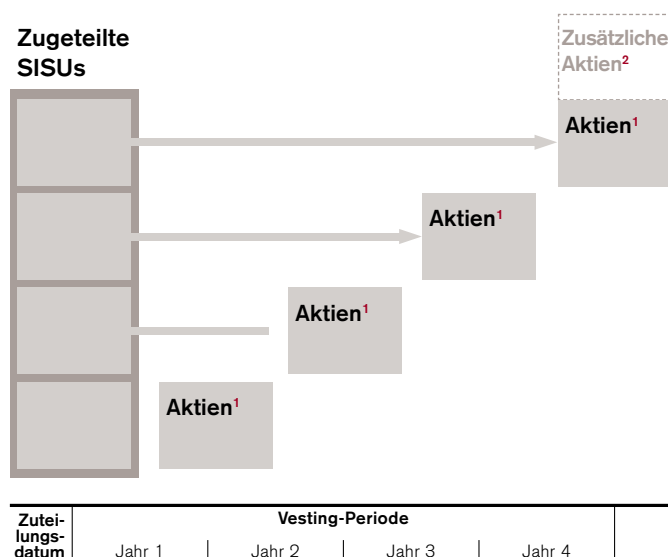 Zugeteilte
SISUs
Zusätzliche
Aktien²
Aktien¹
Aktien¹
Aktien¹
Aktien¹
Zutei-
lungs-
datum
Vesting-Periode
Jahr 1 Jahr 2 Jahr 3 Jahr 4